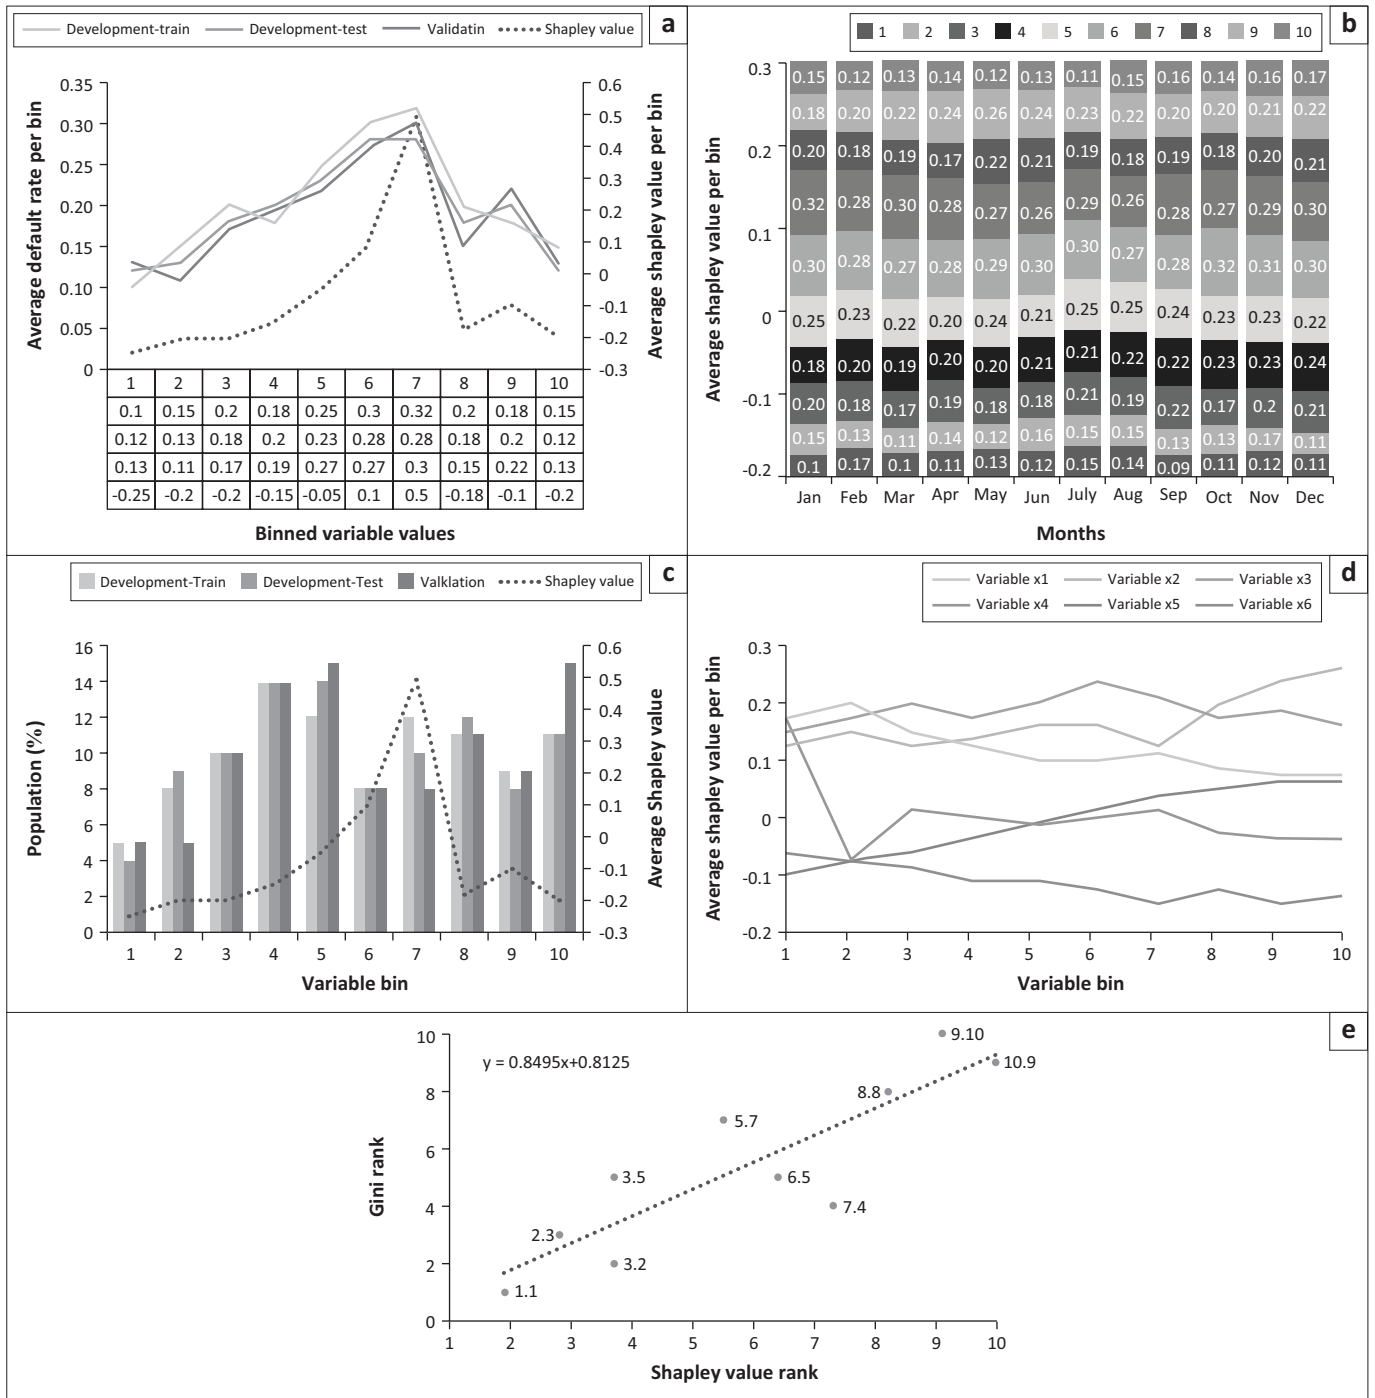 Development-train Development-test Validatin Shapley value
a
Average default rate per bin
0.35
0.30
0.25
0.20
0.15
0.10
0.05
0
0.6
0.5
0.4
0.3
0.2
0.1
0
-0.1
-0.2
-0.3
Average shapley value per bin
1 2 3 4 5 6 7 8 9 10
0.1 0.15 0.2 0.18 0.25 0.3 0.32 0.2 0.18 0.15
0.12 0.13 0.18 0.2 0.23 0.28 0.28 0.18 0.2 0.12
0.13 0.11 0.17 0.19 0.27 0.27 0.3 0.15 0.22 0.13
-0.25 -0.2 -0.2 -0.15 -0.05 0.1 0.5 -0.18 -0.1 -0.2
Binned variable values
1 2 3 4 5 6 7 8 9 10
b
Average shapley value per bin
0.3
0.2
0.1
0
-0.1
-0.2
0.15 0.12 0.13 0.14 0.12 0.13 0.11 0.15 0.16 0.14 0.16 0.17
0.18 0.20 0.22 0.24 0.26 0.24 0.23 0.22 0.20 0.20 0.21 0.22
0.20 0.18 0.19 0.17 0.22 0.21 0.19 0.18 0.19 0.18 0.20 0.21
0.32 0.28 0.30 0.28 0.27 0.26 0.29 0.26 0.28 0.27 0.29 0.30
0.30 0.28 0.27 0.28 0.29 0.30 0.30 0.27 0.28 0.32 0.31 0.30
0.25 0.23 0.22 0.20 0.24 0.21 0.25 0.25 0.24 0.23 0.23 0.22
0.18 0.20 0.19 0.20 0.20 0.21 0.21 0.22 0.22 0.23 0.23 0.24
0.20 0.18 0.17 0.19 0.18 0.18 0.21 0.19 0.22 0.17 0.2 0.21
0.15 0.13 0.11 0.14 0.12 0.16 0.15 0.15 0.13 0.13 0.17 0.11
0.1 0.17 0.1 0.11 0.13 0.12 0.15 0.14 0.09 0.11 0.12 0.11
Jan Feb Mar Apr May Jun July Aug Sep Oct Nov Dec
Months
Development-Train Development-Test Valklation Shapley value
c
Population (%)
16
14
12
10
8
6
4
2
0
0.6
0.5
0.4
0.3
0.2
0.1
0
-0.1
-0.2
-0.3
Average Shapley value
1 2 3 4 5 6 7 8 9 10
Variable bin
Variable x1 Variable x2 Variable x3
Variable x4 Variable x5 Variable x6
d
Average shapley value per bin
0.3
0.2
0.1
0
-0.1
-0.2
1 2 3 4 5 6 7 8 9 10
Variable bin
e
y = 0.8495x+0.8125
Gini rank
10
8
6
4
2
0
9.10
10.9
8.8
5.7
3.5
6.5
7.4
2.3
3.2
1.1
1 2 3 4 5 6 7 8 9 10
Shapley value rank